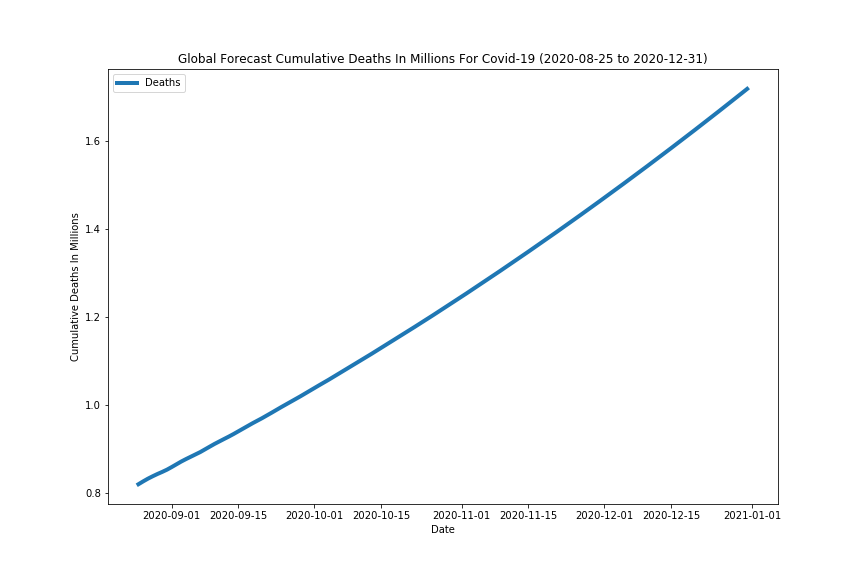 Global Forecast Cumulative Deaths In Millions For Covid-19 (2020-08-25 to 2020-12-31)
Deaths
Cumulative Deaths In Millions
1.6
1.4
1.2
1.0
0.8
2020-09-01 2020-09-15 2020-10-01 2020-10-15 2020-11-01 2020-11-15 2020-12-01 2020-12-15 2021-01-01
Date